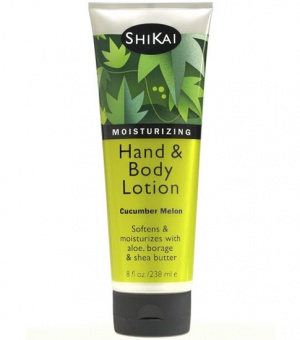 SHIKAI
MOISTURIZING
Hand &
Body
Lotion
Cucumber Melon
Softens &
moisturizes with
aloe, borage
& shea butter
8 fl oz/238 ml e